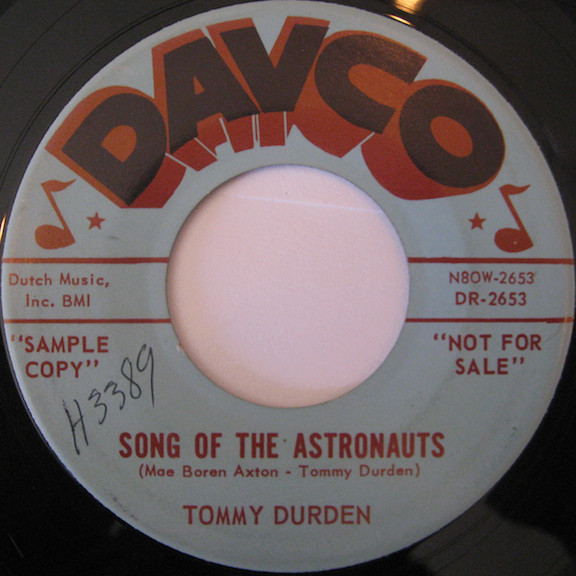 DAVCO
Dutch Music,
Inc. BMI
N8OW-2653
DR-2653
"SAMPLE
COPY"
"NOT FOR
SALE"
H3389
SONG OF THE ASTRONAUTS
(Mae Boren Axton - Tommy Durden)
TOMMY DURDEN